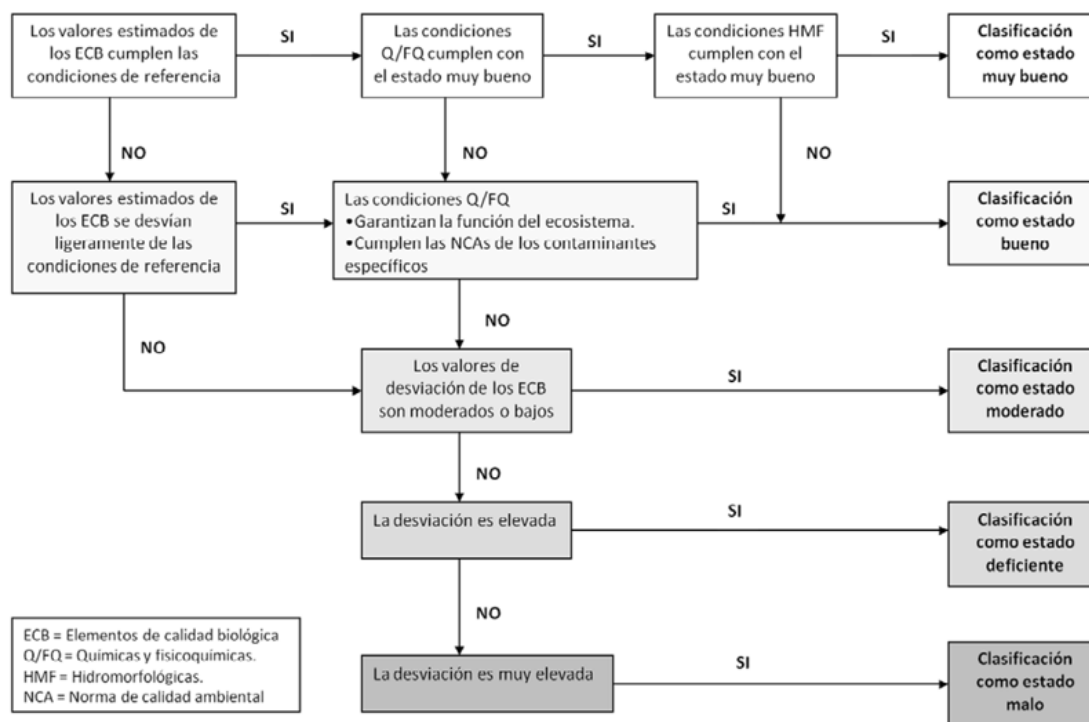 Los valores estimados de
los ECB cumplen las
condiciones de referencia
SI
Las condiciones
Q/FQ cumplen con
el estado muy bueno
SI
Las condiciones HMF
cumplen con el
estado muy bueno
SI
Clasificación
como estado
muy bueno
NO
NO
NO
Los valores estimados de
los ECB se desvían
ligeramente de las
condiciones de referencia
SI
Las condiciones Q/FQ
•Garantizan la función del ecosistema.
•Cumplen las NCAs de los contaminantes
específicos
SI
Clasificación
como estado
bueno
NO
NO
Los valores de
desviación de los ECB
son moderados o bajos
SI
Clasificación
como estado
moderado
NO
La desviación es elevada
SI
Clasificación
como estado
deficiente
NO
La desviación es muy elevada
SI
Clasificación
como estado
malo
ECB = Elementos de calidad biológica
Q/FQ = Químicas y fisicoquímicas.
HMF = Hidromorfológicas.
NCA = Norma de calidad ambiental